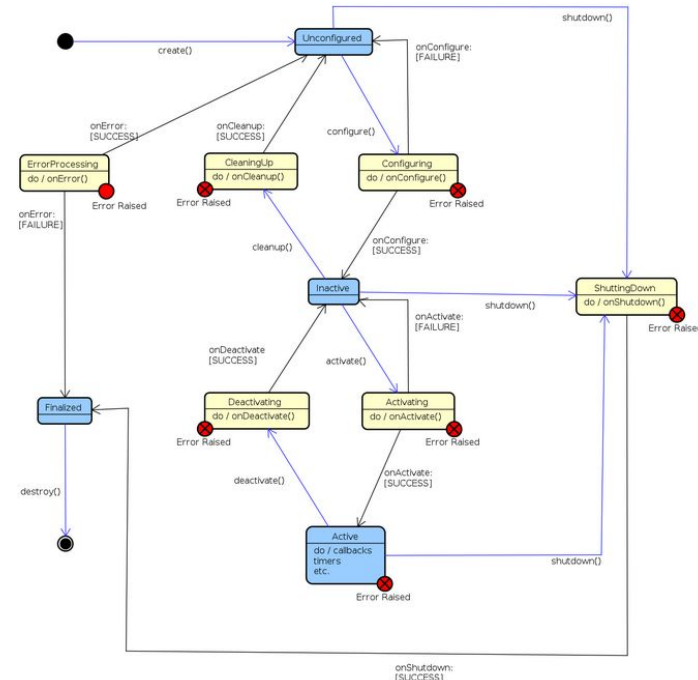 shutdown()
Unconfigured
create()
onConfigure:
[FAILURE]
onError:
[SUCCESS]
onCleanup:
[SUCCESS]
configure()
ErrorProcessing
do / onError()
CleaningUp
do / onCleanup()
Configuring
do / onConfigure()
Error Raised
Error Raised
Error Raised
onError:
[FAILURE]
cleanup()
onConfigure:
[SUCCESS]
Inactive
shutdown()
ShuttingDown
do / onShutdown()
Error Raise
onActivate:
[FAILURE]
onDeactivate
[SUCCESS]
activate()
Finalized
Deactivating
do / onDeactivate()
Activating
do / onActivate()
Error Raised
Error Raised
onActivate:
[SUCCESS]
deactivate()
destroy()
Active
do / callbacks
timers
etc.
shutdown()
Error Raised
onShutdown:
[SUCCESS]